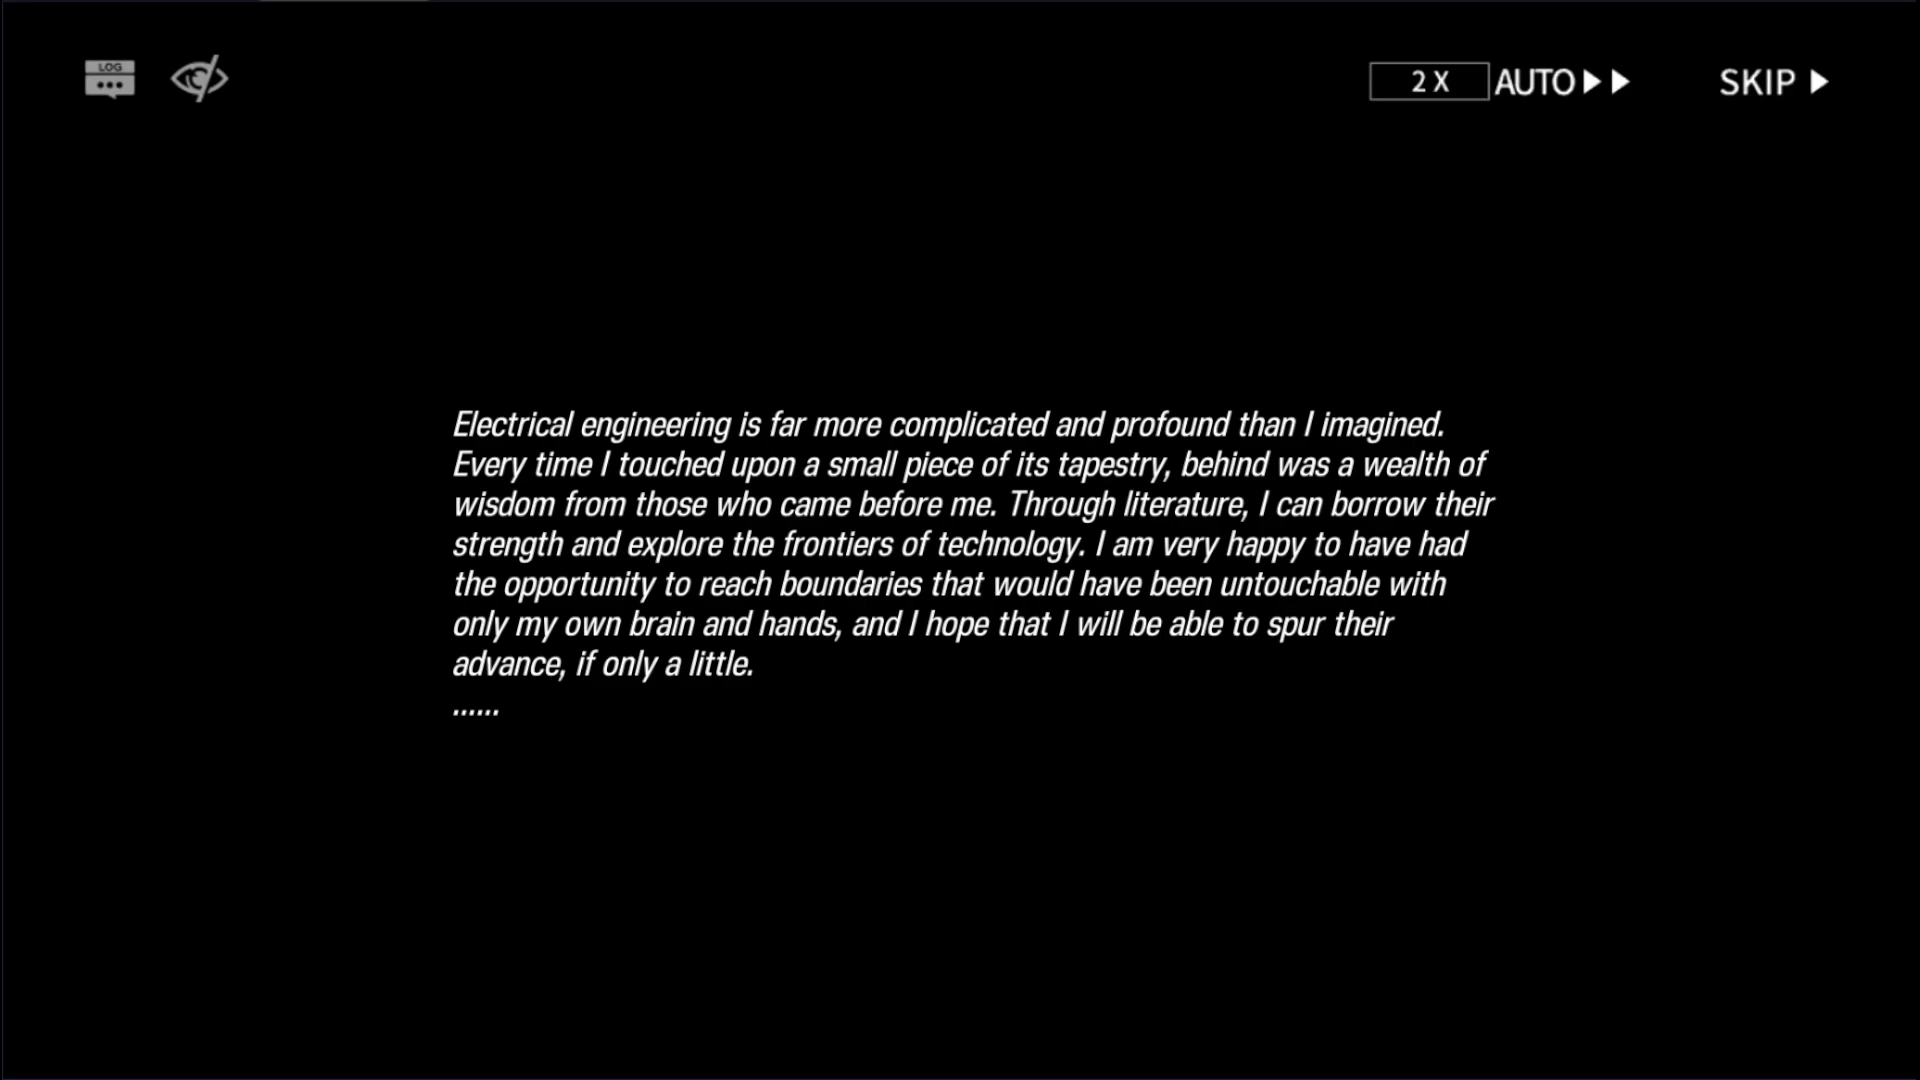 LOG
2 X AUTO SKIP
Electrical engineering is far more complicated and profound than I imagined.
Every time I touched upon a small piece of its tapestry, behind was a wealth of
wisdom from those who came before me. Through literature, I can borrow their
strength and explore the frontiers of technology. I am very happy to have had
the opportunity to reach boundaries that would have been untouchable with
only my own brain and hands, and I hope that I will be able to spur their
advance, if only a little.
......